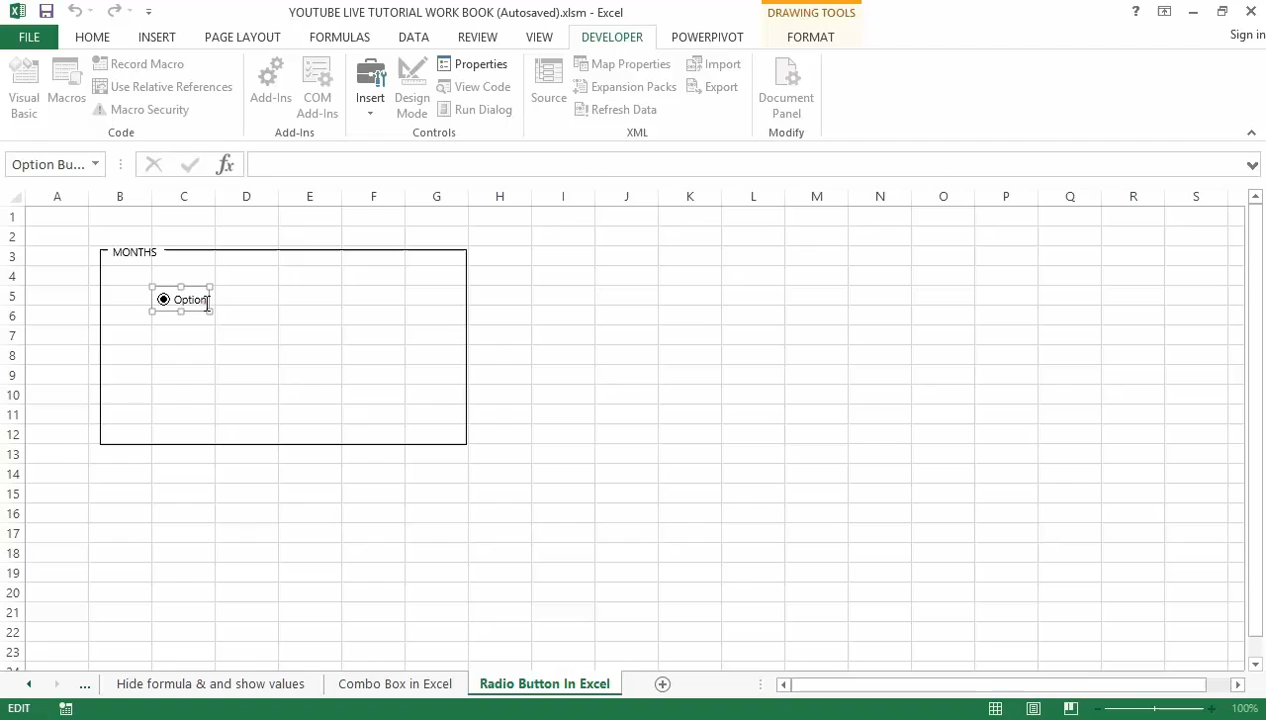 YOUTUBE LIVE TUTORIAL WORK BOOK (Autosaved).xlsm - Excel
DRAWING TOOLS
?
FILE HOME INSERT PAGE LAYOUT FORMULAS DATA REVIEW VIEW DEVELOPER POWERPIVOT FORMAT Sign in
Visual Basic
Macros
Record Macro
Use Relative References
Macro Security
Code
Add-Ins
COM Add-Ins
Add-Ins
Insert
Design Mode
Properties
View Code
Run Dialog
Controls
Source
Map Properties
Expansion Packs
Refresh Data
Import
Export
XML
Document Panel
Modify
Option Bu... fx
A B C D E F G H I J K L M N O P Q R S
1
2
3 MONTHS
4
5 Option
6
7
8
9
10
11
12
13
14
15
16
17
18
19
20
21
22
23
... Hide formula & and show values Combo Box in Excel Radio Button In Excel
EDIT 100%